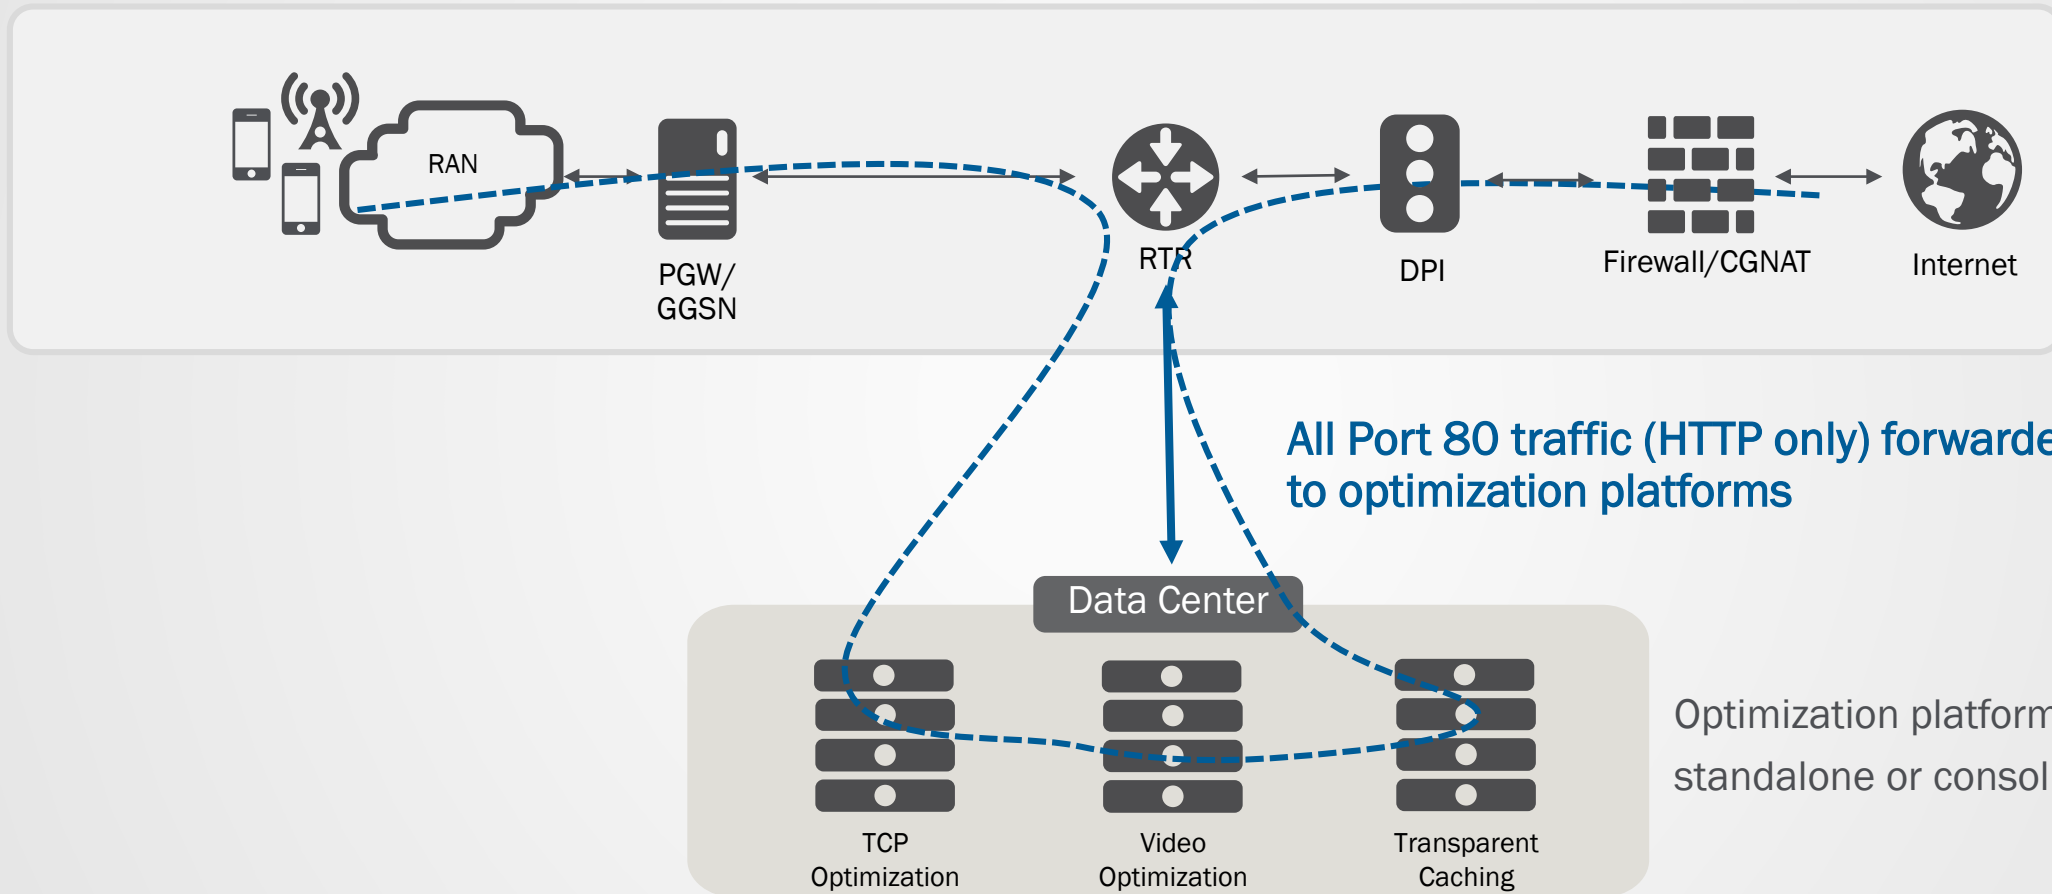 RAN
PGW/
GGSN
RTR
DPI
Firewall/CGNAT
Internet
All Port 80 traffic (HTTP only) forwarde
to optimization platforms
Data Center
Optimization platform
standalone or consol
TCP
Optimization
Video
Optimization
Transparent
Caching